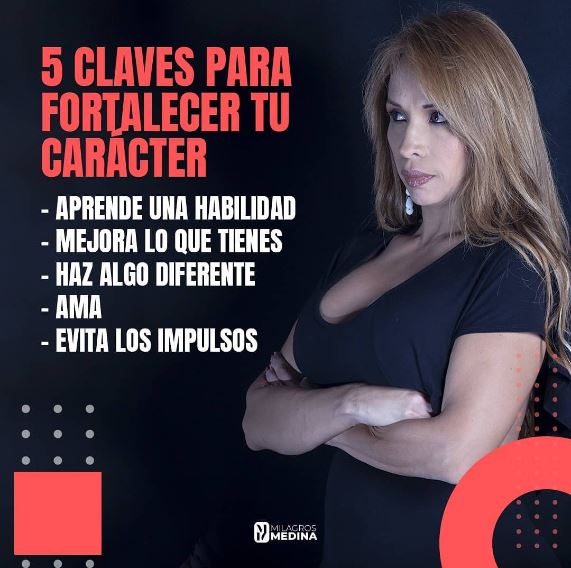 5 CLAVES PARA
FORTALECER TU
CARÁCTER
- APRENDE UNA HABILIDAD
- MEJORA LO QUE TIENES
- HAZ ALGO DIFERENTE
- AMA
- EVITA LOS IMPULSOS
MILAGROS
MEDINA